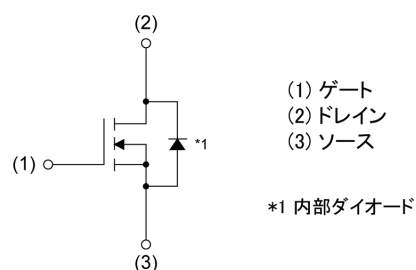 (2)
(1)
*1
(3)
(1) ゲート
(2) ドレイン
(3) ソース
*1 内部ダイオード